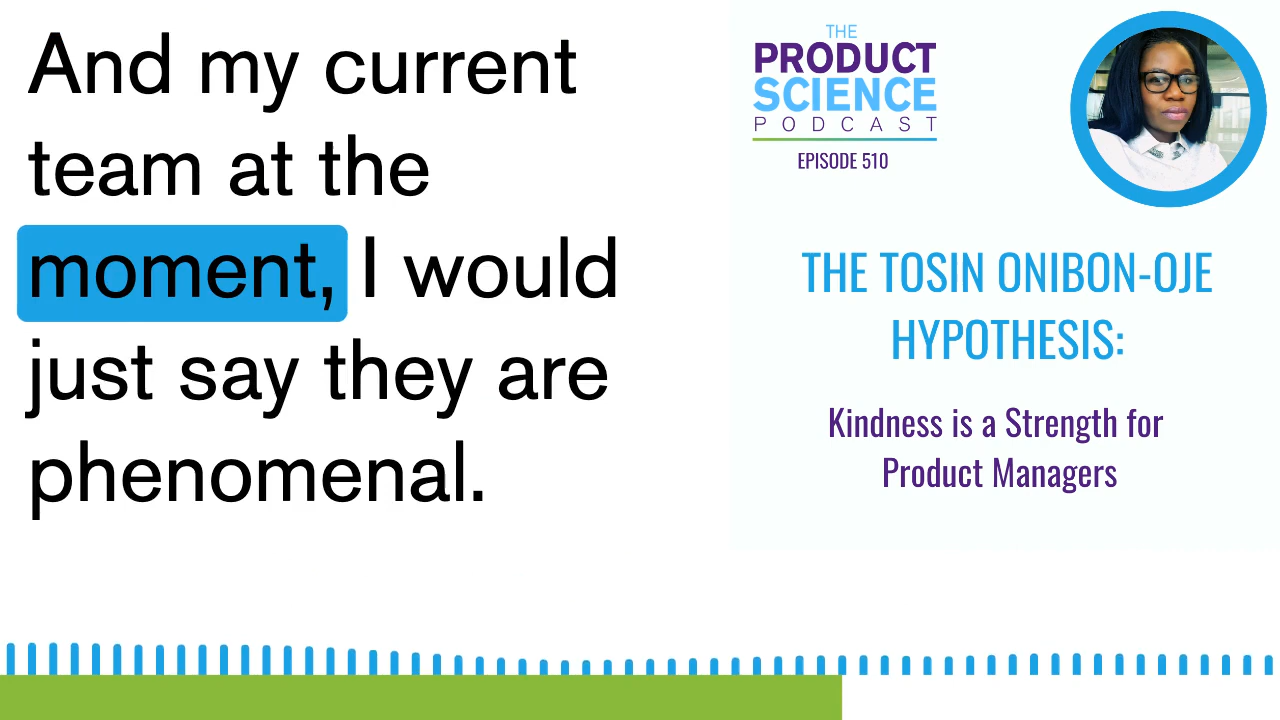 And my current
team at the
moment, I would
just say they are
phenomenal.
THE
PRODUCT
SCIENCE
PODCAST
EPISODE 510
THE TOSIN ONIBON-OJE
HYPOTHESIS:
Kindness is a Strength for
Product Managers